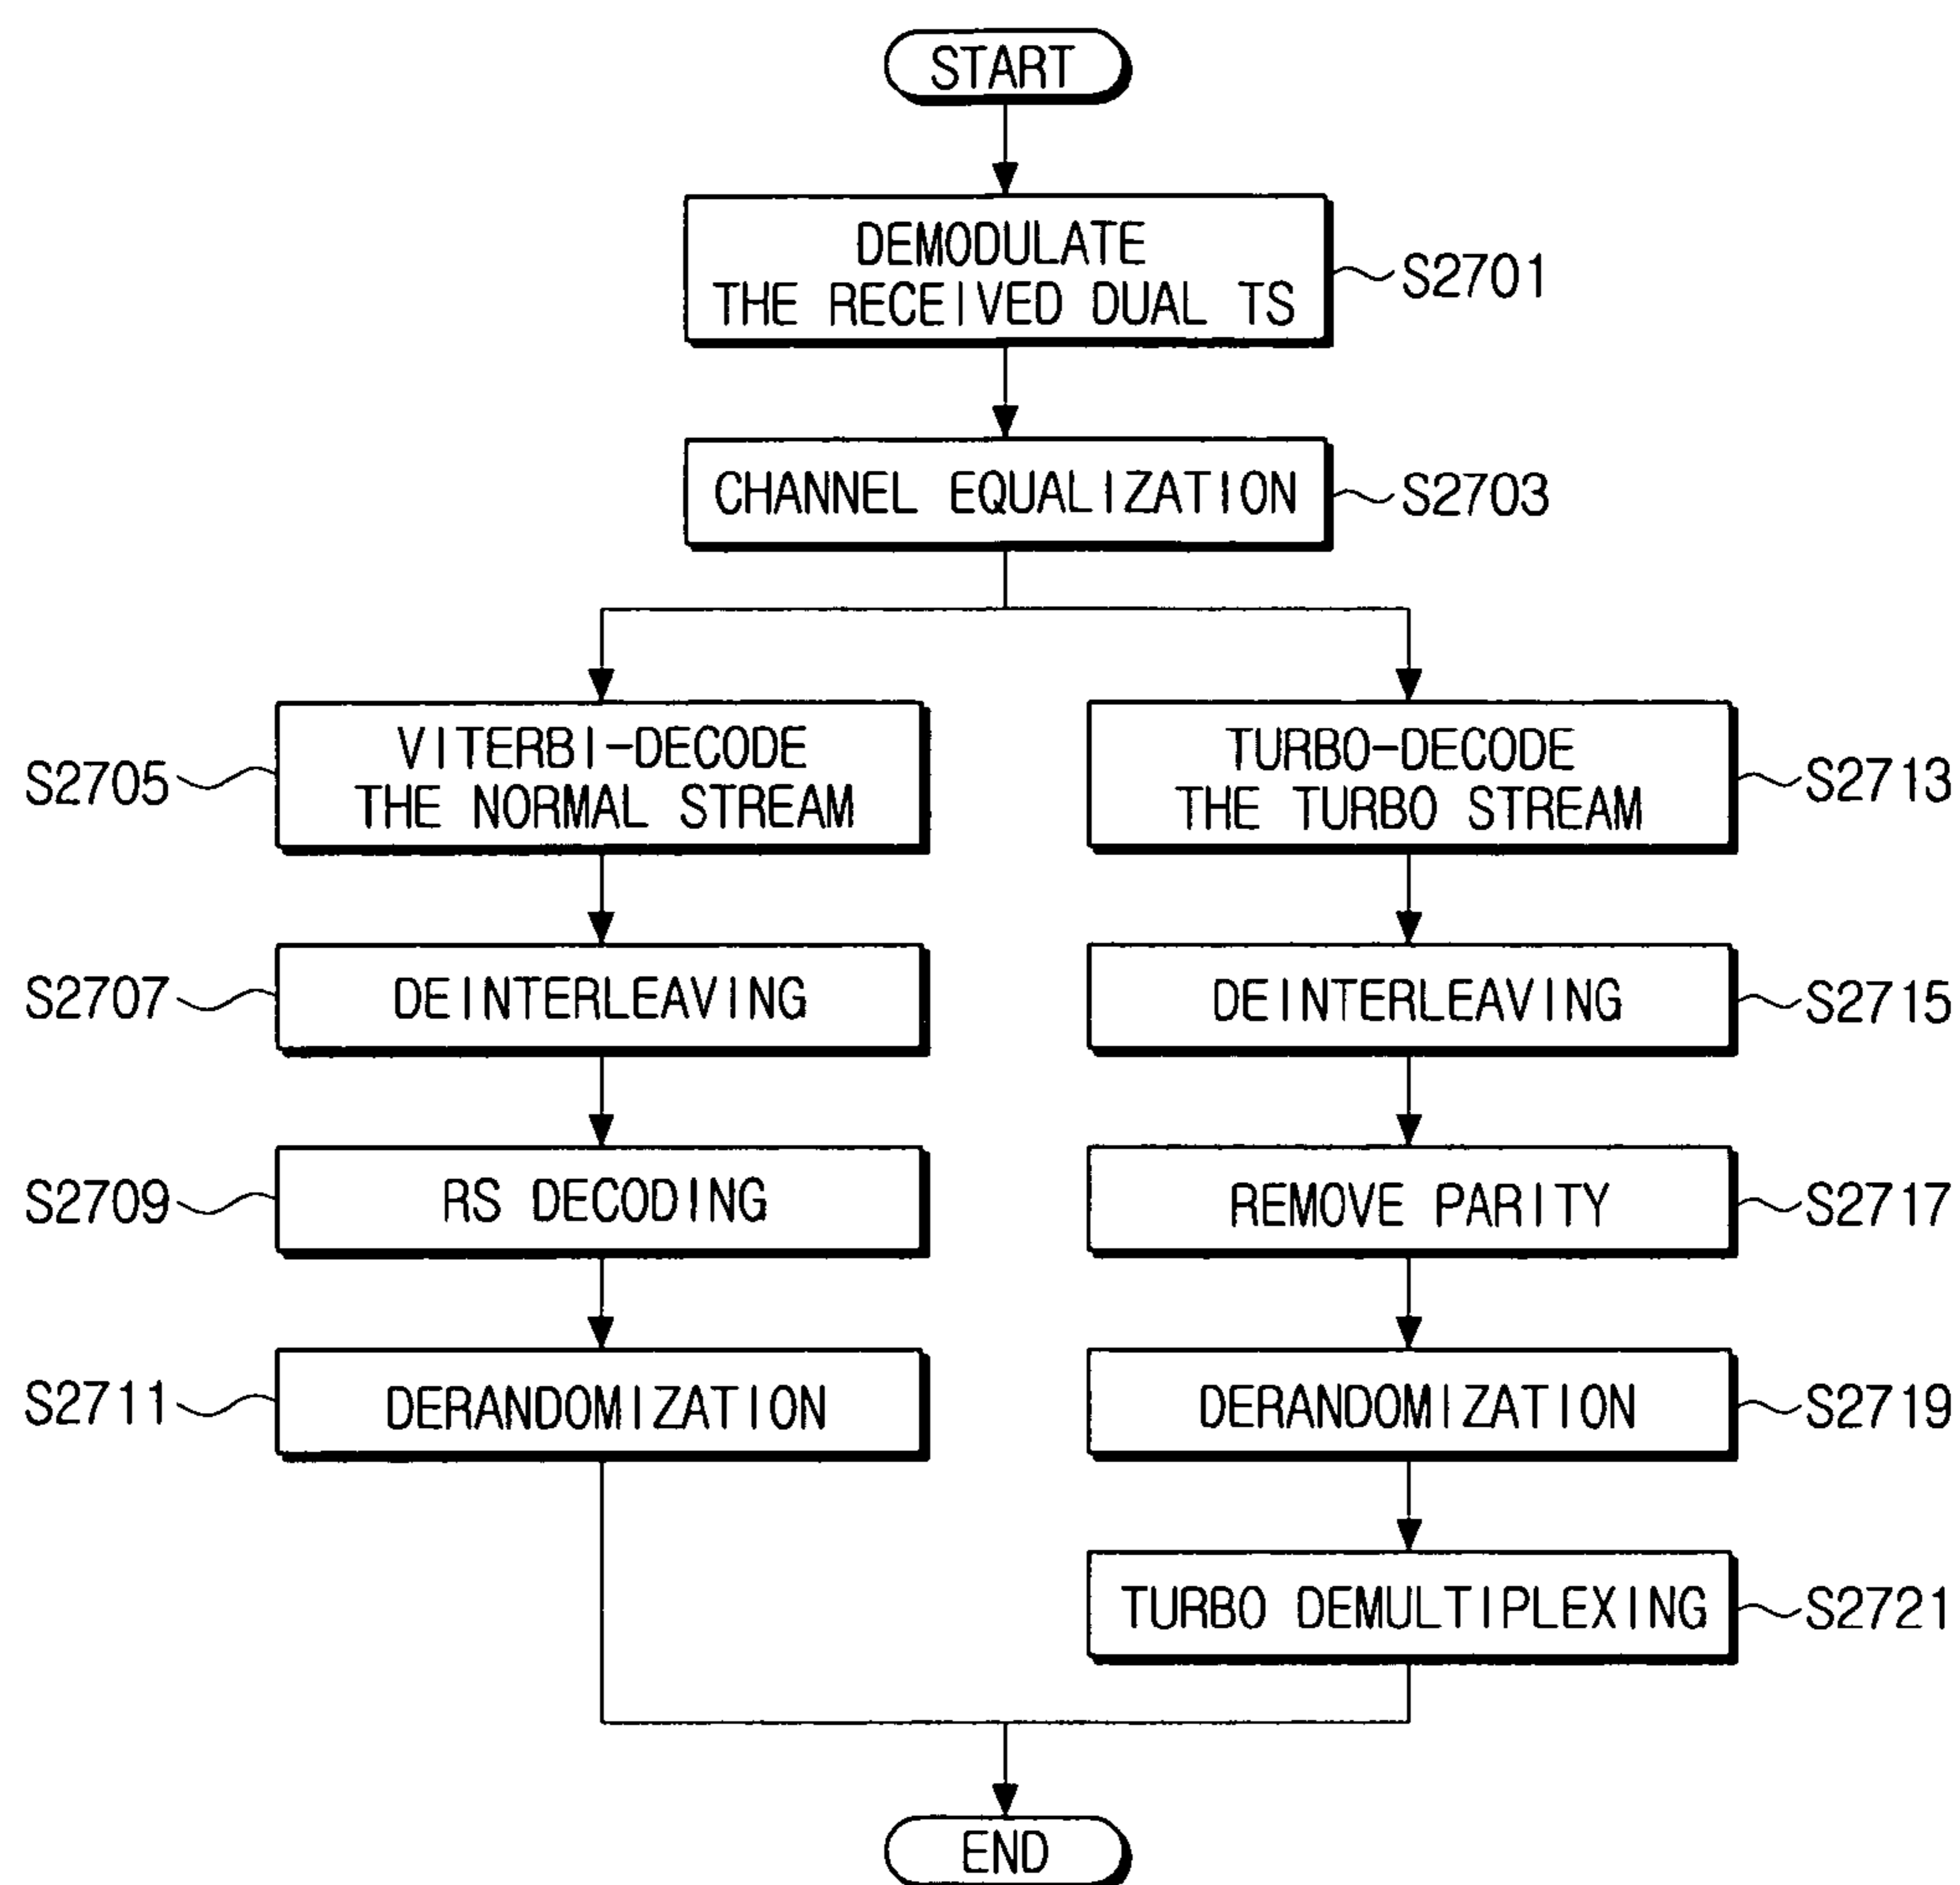 START
DEMODULATE
THE RECEIVED DUAL TS
S2701
CHANNEL EQUALIZATION
S2703
VITERBI-DECODE
THE NORMAL STREAM
S2705
DEINTERLEAVING
S2707
RS DECODING
S2709
DERANDOMIZATION
S2711
TURBO-DECODE
THE TURBO STREAM
S2713
DEINTERLEAVING
S2715
REMOVE PARITY
S2717
DERANDOMIZATION
S2719
TURBO DEMULTIPLEXING
S2721
END